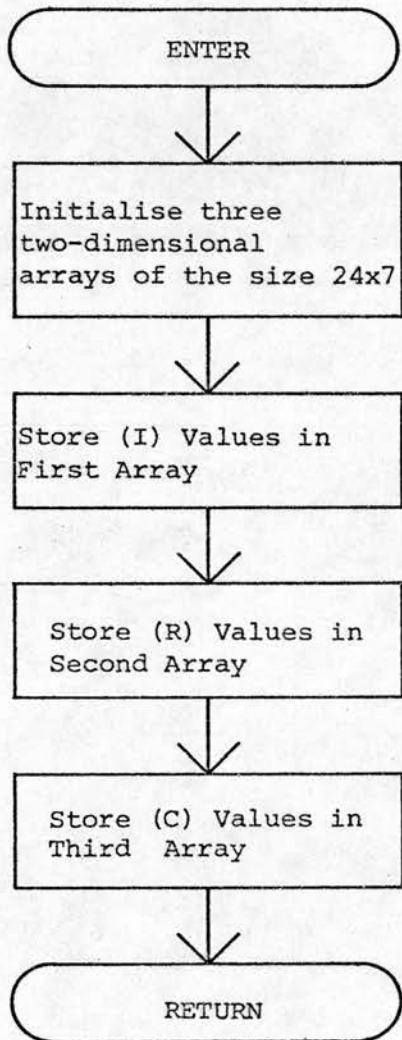 ENTER
Initialise three
two-dimensional
arrays of the size 24x7
Store (I) Values in
First Array
Store (R) Values in
Second Array
Store (C) Values in
Third Array
RETURN